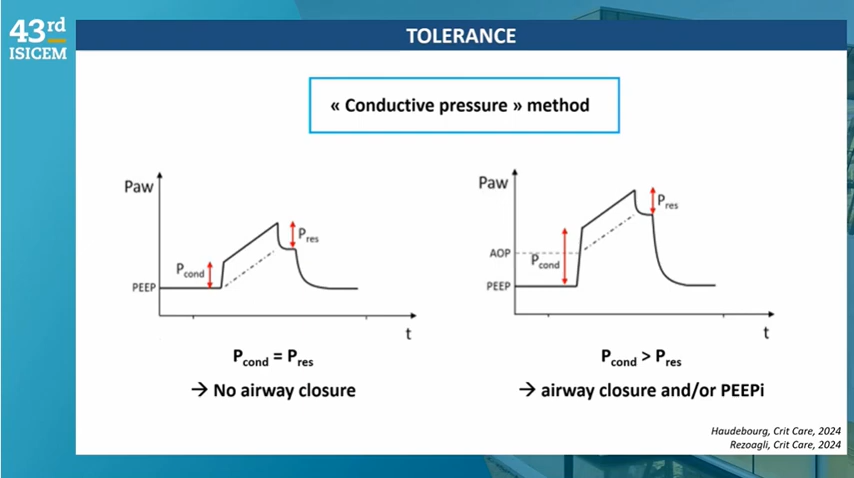 43rd
ISICEM
TOLERANCE
« Conductive pressure » method
Paw
Pres
Pcond
PEEP
t
Pcond = Pres
→ No airway closure
Paw
Pres
AOP
Pcond
PEEP
t
Pcond > Pres
→ airway closure and/or PEEPi
Haudebourg, Crit Care, 2024
Rezoagli, Crit Care, 2024